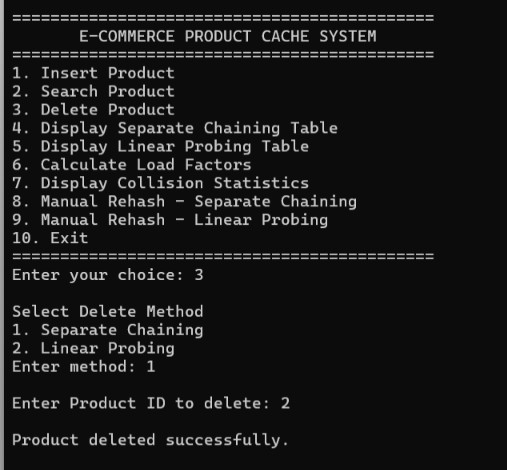 ============================================
E-COMMERCE PRODUCT CACHE SYSTEM
============================================
1. Insert Product
2. Search Product
3. Delete Product
4. Display Separate Chaining Table
5. Display Linear Probing Table
6. Calculate Load Factors
7. Display Collision Statistics
8. Manual Rehash - Separate Chaining
9. Manual Rehash - Linear Probing
10. Exit
============================================
Enter your choice: 3
Select Delete Method
1. Separate Chaining
2. Linear Probing
Enter method: 1
Enter Product ID to delete: 2
Product deleted successfully.